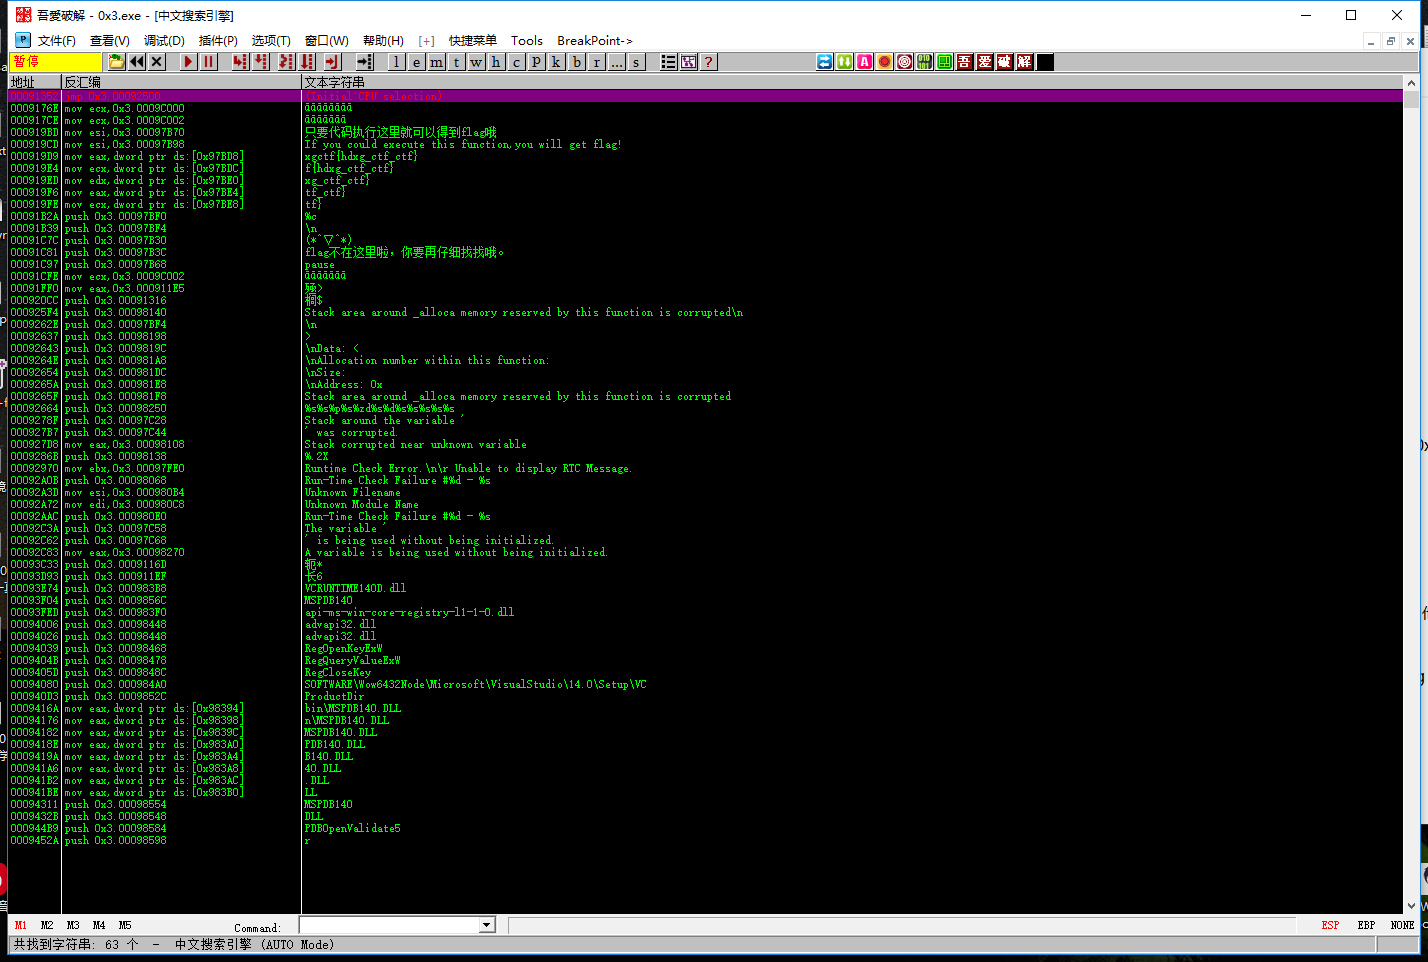 吾愛破解 - 0x3.exe - [中文搜索引擎]
文件(F) 查看(V) 调试(D) 插件(P) 选项(T) 窗口(W) 帮助(H) [+] 快捷菜单 Tools BreakPoint->
暂停 l e m t w h c P k b r ... s ? 吾 爱 破 解
地址 反汇编 文本字符串
jmp 0x3.000925C0 (Initial CPU selection)
0009176E mov ecx,0x3.0009C000 āāāāāāāā
000917CE mov ecx,0x3.0009C002 āāāāāāā
000919BD mov esi,0x3.00097B70 只要代码执行这里就可以得到flag哦
000919CD mov esi,0x3.00097B98 If you could execute this function,you will get flag!
000919D9 mov eax,dword ptr ds:[0x97BD8] xgctf{hdxg_ctf_ctf}
000919E4 mov ecx,dword ptr ds:[0x97BDC] f{hdxg_ctf_ctf}
000919ED mov edx,dword ptr ds:[0x97BE0] xg_ctf_ctf}
000919F6 mov eax,dword ptr ds:[0x97BE4] tf_ctf}
000919FE mov ecx,dword ptr ds:[0x97BE8] tf}
00091B2A push 0x3.00097BF0 %c
00091B39 push 0x3.00097BF4 \n
00091C7C push 0x3.00097B30 (*^▽^*)
00091C81 push 0x3.00097B3C flag不在这里啦，你要再仔细找找哦。
00091C97 push 0x3.00097B68 pause
00091CFE mov ecx,0x3.0009C002 āāāāāāā
00091FF0 mov eax,0x3.000911E5
000920CC push 0x3.00091316
000925F4 push 0x3.00098140 Stack area around _alloca memory reserved by this function is corrupted\n
0009262E push 0x3.00097BF4 \n
00092637 push 0x3.00098198 >
00092643 push 0x3.0009819C \nData: <
0009264E push 0x3.000981A8 \nAllocation number within this function:
00092654 push 0x3.000981DC \nSize:
0009265A push 0x3.000981E8 \nAddress: 0x
0009265F push 0x3.000981F8 Stack area around _alloca memory reserved by this function is corrupted
00092664 push 0x3.00098250 %s%s%p%s%zd%s%d%s%s%s%s%s
0009278F push 0x3.00097C28 Stack around the variable '
000927B7 push 0x3.00097C44 ' was corrupted.
000927D8 mov eax,0x3.00098108 Stack corrupted near unknown variable
0009286B push 0x3.00098138 %.2X
00092970 mov ebx,0x3.00097FE0 Runtime Check Error.\n\r Unable to display RTC Message.
00092A0B push 0x3.00098068 Run-Time Check Failure #%d - %s
00092A3D mov esi,0x3.000980B4 Unknown Filename
00092A72 mov edi,0x3.000980C8 Unknown Module Name
00092AAC push 0x3.000980E0 Run-Time Check Failure #%d - %s
00092C3A push 0x3.00097C58 The variable '
00092C62 push 0x3.00097C68 ' is being used without being initialized.
00092C83 mov eax,0x3.00098270 A variable is being used without being initialized.
00093C33 push 0x3.0009116D 軛*
00093D93 push 0x3.000911EF 长6
00093E74 push 0x3.000983B8 VCRUNTIME140D.dll
00093F04 push 0x3.0009856C MSPDB140
00093FED push 0x3.000983F0 api-ms-win-core-registry-l1-1-0.dll
00094006 push 0x3.00098448 advapi32.dll
00094026 push 0x3.00098448 advapi32.dll
00094039 push 0x3.00098468 RegOpenKeyExW
0009404B push 0x3.00098478 RegQueryValueExW
0009405D push 0x3.0009848C RegCloseKey
00094080 push 0x3.000984A0 SOFTWARE\Wow6432Node\Microsoft\VisualStudio\14.0\Setup\VC
000940D3 push 0x3.0009852C ProductDir
0009416A mov eax,dword ptr ds:[0x98394] bin\MSPDB140.DLL
00094176 mov eax,dword ptr ds:[0x98398] n\MSPDB140.DLL
00094182 mov eax,dword ptr ds:[0x9839C] MSPDB140.DLL
0009418E mov eax,dword ptr ds:[0x983A0] PDB140.DLL
0009419A mov eax,dword ptr ds:[0x983A4] B140.DLL
000941A6 mov eax,dword ptr ds:[0x983A8] 40.DLL
000941B2 mov eax,dword ptr ds:[0x983AC] .DLL
000941BE mov eax,dword ptr ds:[0x983B0] LL
00094311 push 0x3.00098554 MSPDB140
0009432B push 0x3.00098548 DLL
000944B9 push 0x3.00098584 PDBOpenValidate5
0009452A push 0x3.00098598 r
M1 M2 M3 M4 M5 Command: ESP EBP NONE
共找到字符串: 63 个 - 中文搜索引擎 (AUTO Mode)